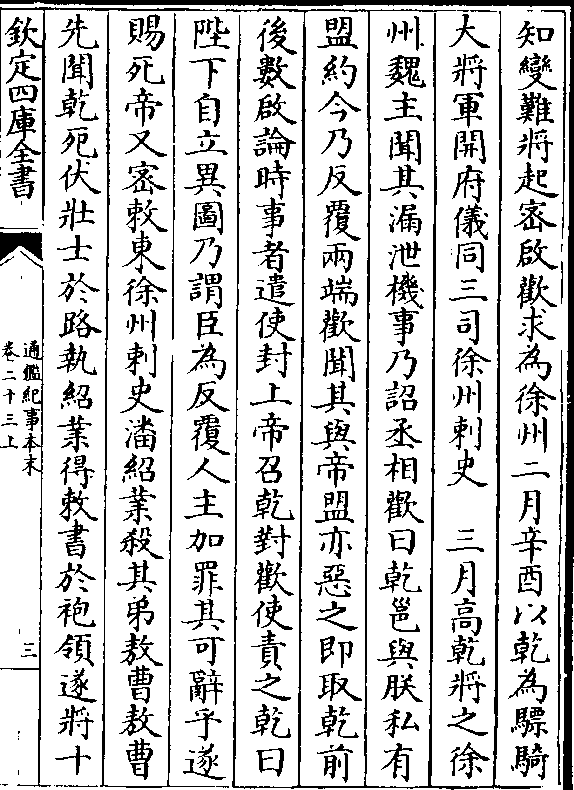 知變難將起密啟歡求為徐州二月辛酉以乾為驃騎
大將軍開府儀同三司徐州刺史　三月高乾將之徐
州魏主聞其漏泄機事乃詔丞相歡曰乾邕與朕私有
盟約今乃反覆兩端歡聞其與帝盟亦惡之即取乾前
後數啟論時事者遣使封上帝召乾對歡使責之乾曰
陛下自立異圖乃謂臣為反覆人主加罪其可辭乎遂
賜死帝又密敕東徐州刺史潘紹業殺其弟敖曹敖曹
先聞乾死伏壯士於路執紹業得敕書於袍領遂將十
欽定四庫全書
通鑑紀事本末
卷二十三上
三